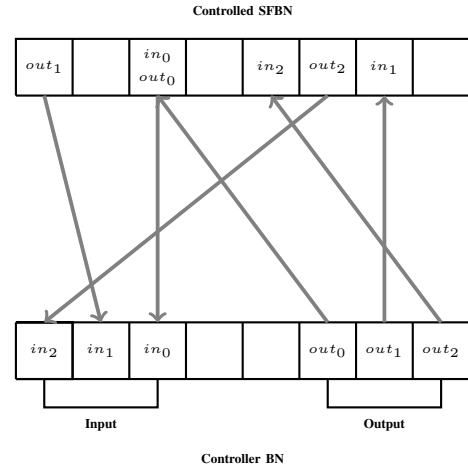 Controlled SFBN
out₁
in₀
out₀
in₂
out₂
in₁
in₂
in₁
in₀
out₀
out₁
out₂
Input
Output
Controller BN